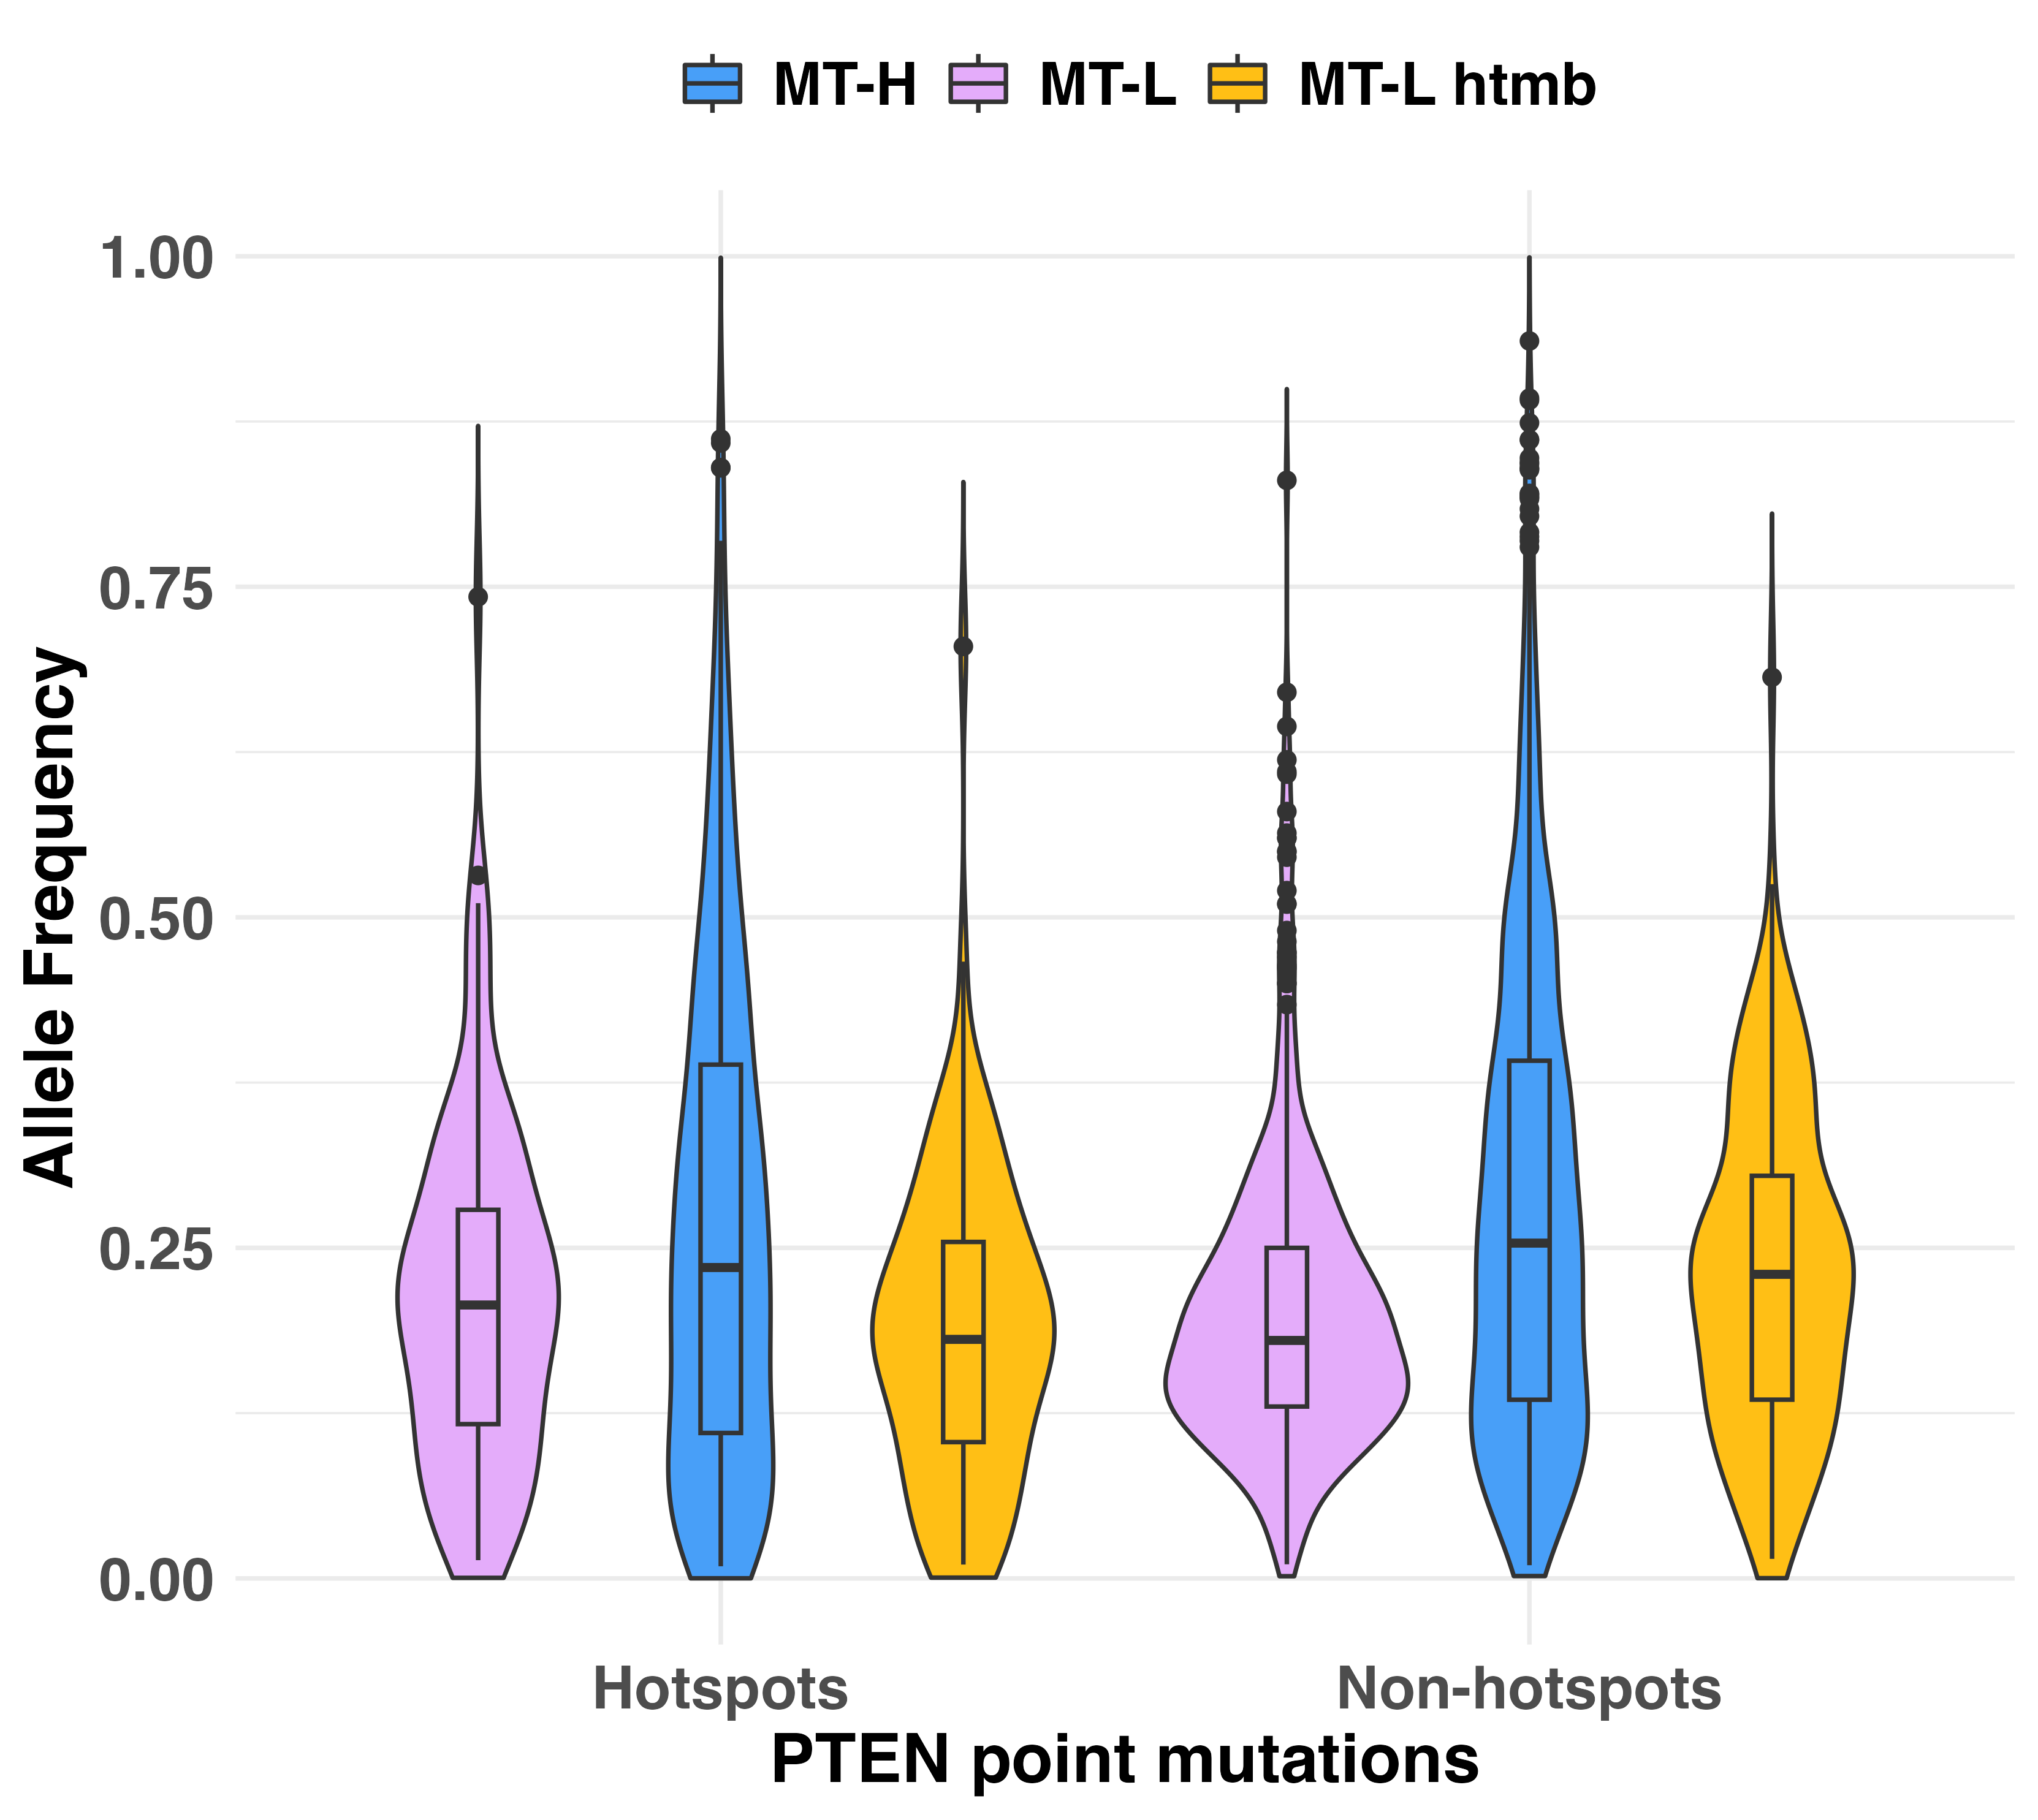 MT-H MT-L MT-L htmb
Allele Frequency
1.00
0.75
0.50
0.25
0.00
Hotspots Non-hotspots
PTEN point mutations